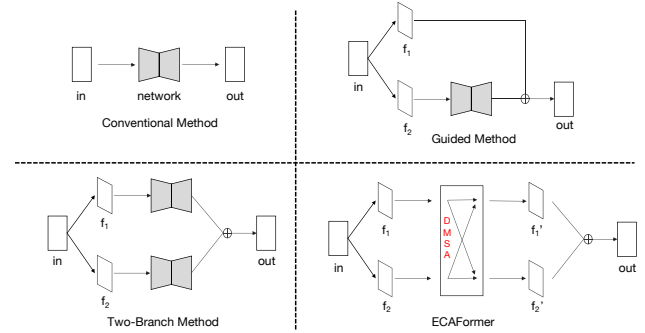 in
network
out
Conventional Method
f1
in
f2
out
Guided Method
f1
in
f2
out
Two-Branch Method
f1
D
M
S
A
f1'
in
f2
f2'
out
ECAFormer